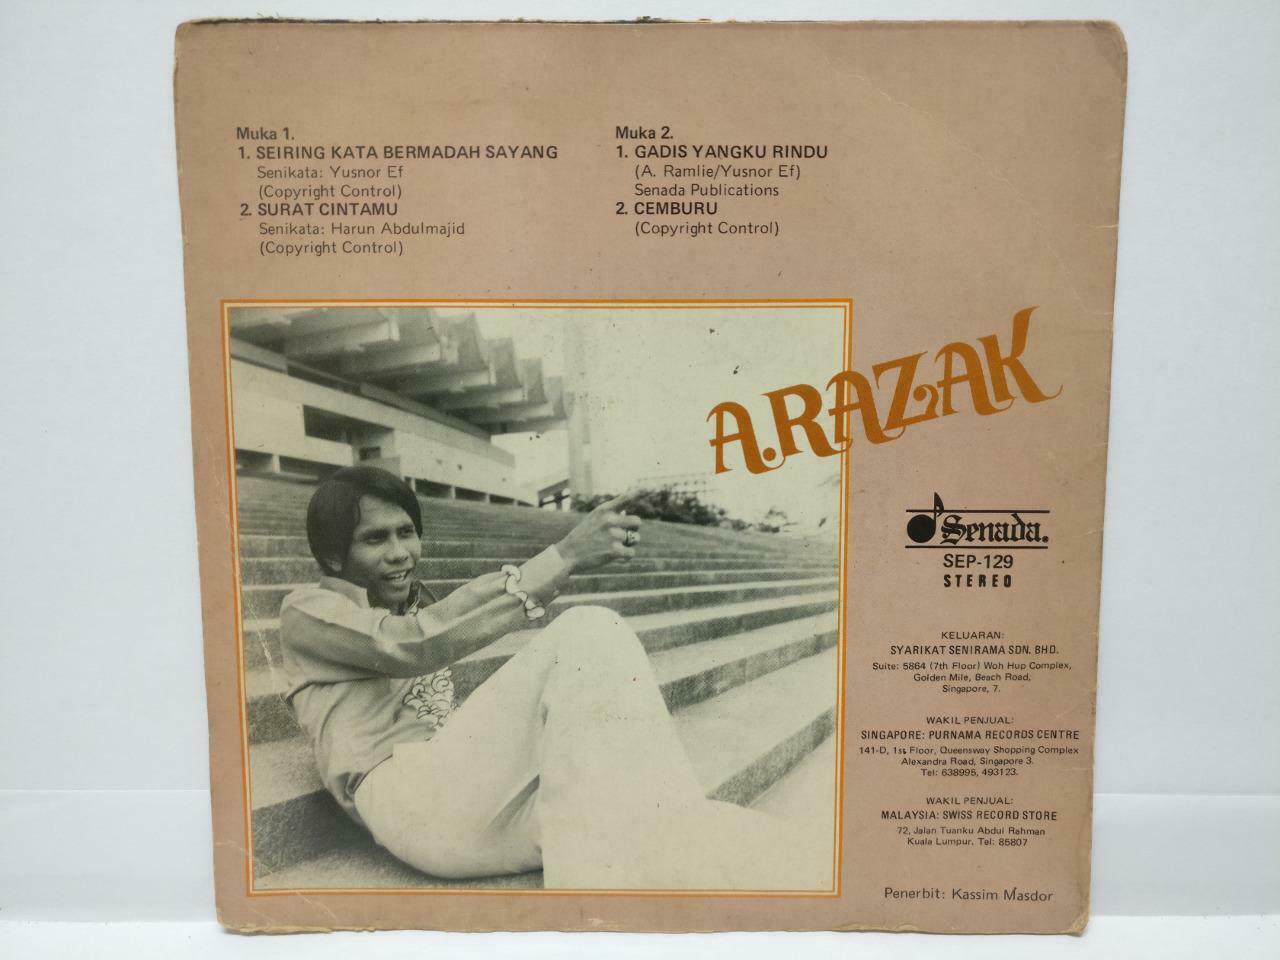 Muka 1.
1. SEIRING KATA BERMADAH SAYANG
Senikata: Yusnor Ef
(Copyright Control)
2. SURAT CINTAMU
Senikata: Harun Abdulmajid
(Copyright Control)
Muka 2.
1. GADIS YANGKU RINDU
(A. Ramlie/Yusnor Ef)
Senada Publications
2. CEMBURU
(Copyright Control)
A.RAZAK
Senada.
SEP-129
STEREO
KELUARAN:
SYARIKAT SENIRAMA SDN. BHD.
Suite: 5864 (7th Floor) Woh Hup Complex,
Golden Mile, Beach Road,
Singapore, 7.
WAKIL PENJUAL:
SINGAPORE: PURNAMA RECORDS CENTRE
141-D, 1st Floor, Queensway Shopping Complex
Alexandra Road, Singapore 3.
Tel: 638995, 493123.
WAKIL PENJUAL:
MALAYSIA: SWISS RECORD STORE
72, Jalan Tuanku Abdul Rahman
Kuala Lumpur. Tel: 85807
Penerbit: Kassim Masdor